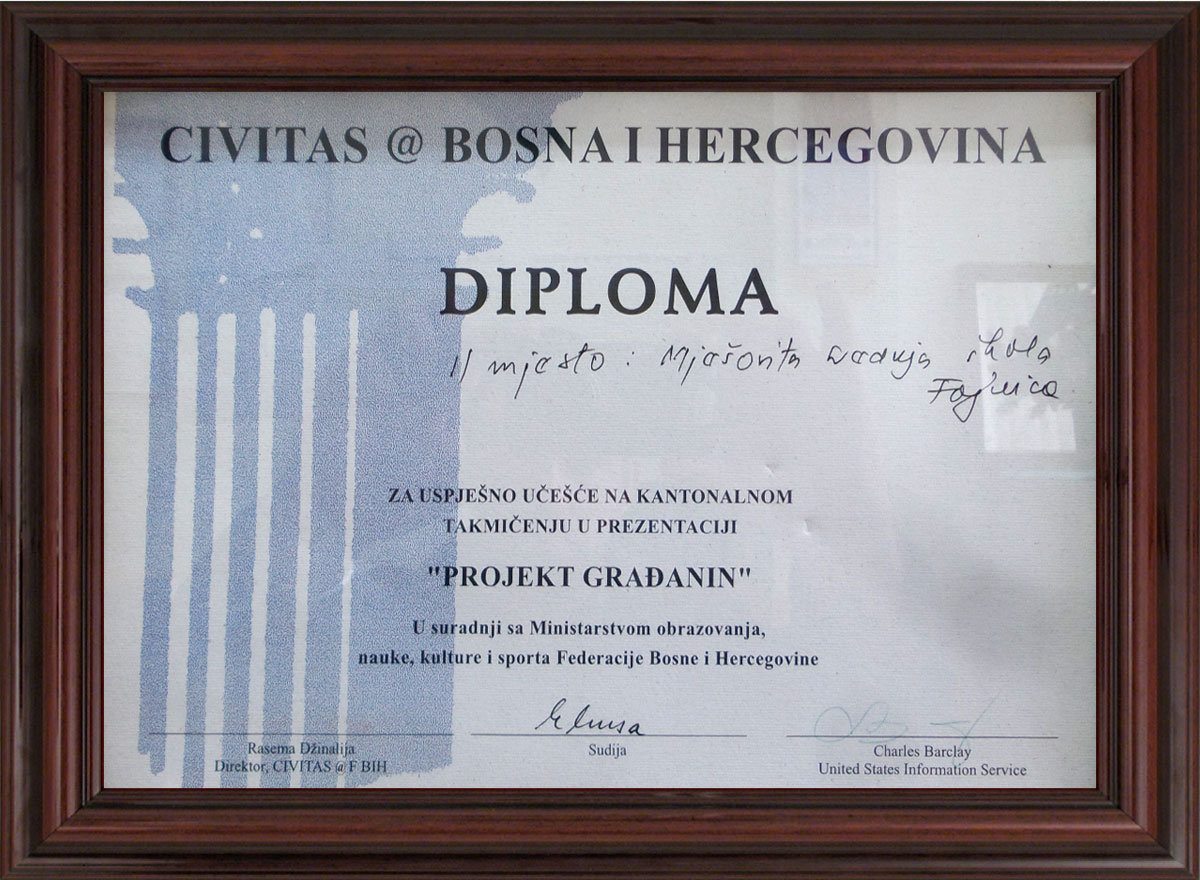 CIVITAS @ BOSNA I HERCEGOVINA
DIPLOMA
II mjesto : Mješovita srednja škola
Fojnica
ZA USPJEŠNO UČEŠĆE NA KANTONALNOM
TAKMIČENJU U PREZENTACIJI
"PROJEKT GRAĐANIN"
U suradnji sa Ministarstvom obrazovanja,
nauke, kulture i sporta Federacije Bosne i Hercegovine
Rasema Džinalija
Direktor, CIVITAS @ F BIH
Sudija
Charles Barclay
United States Information Service